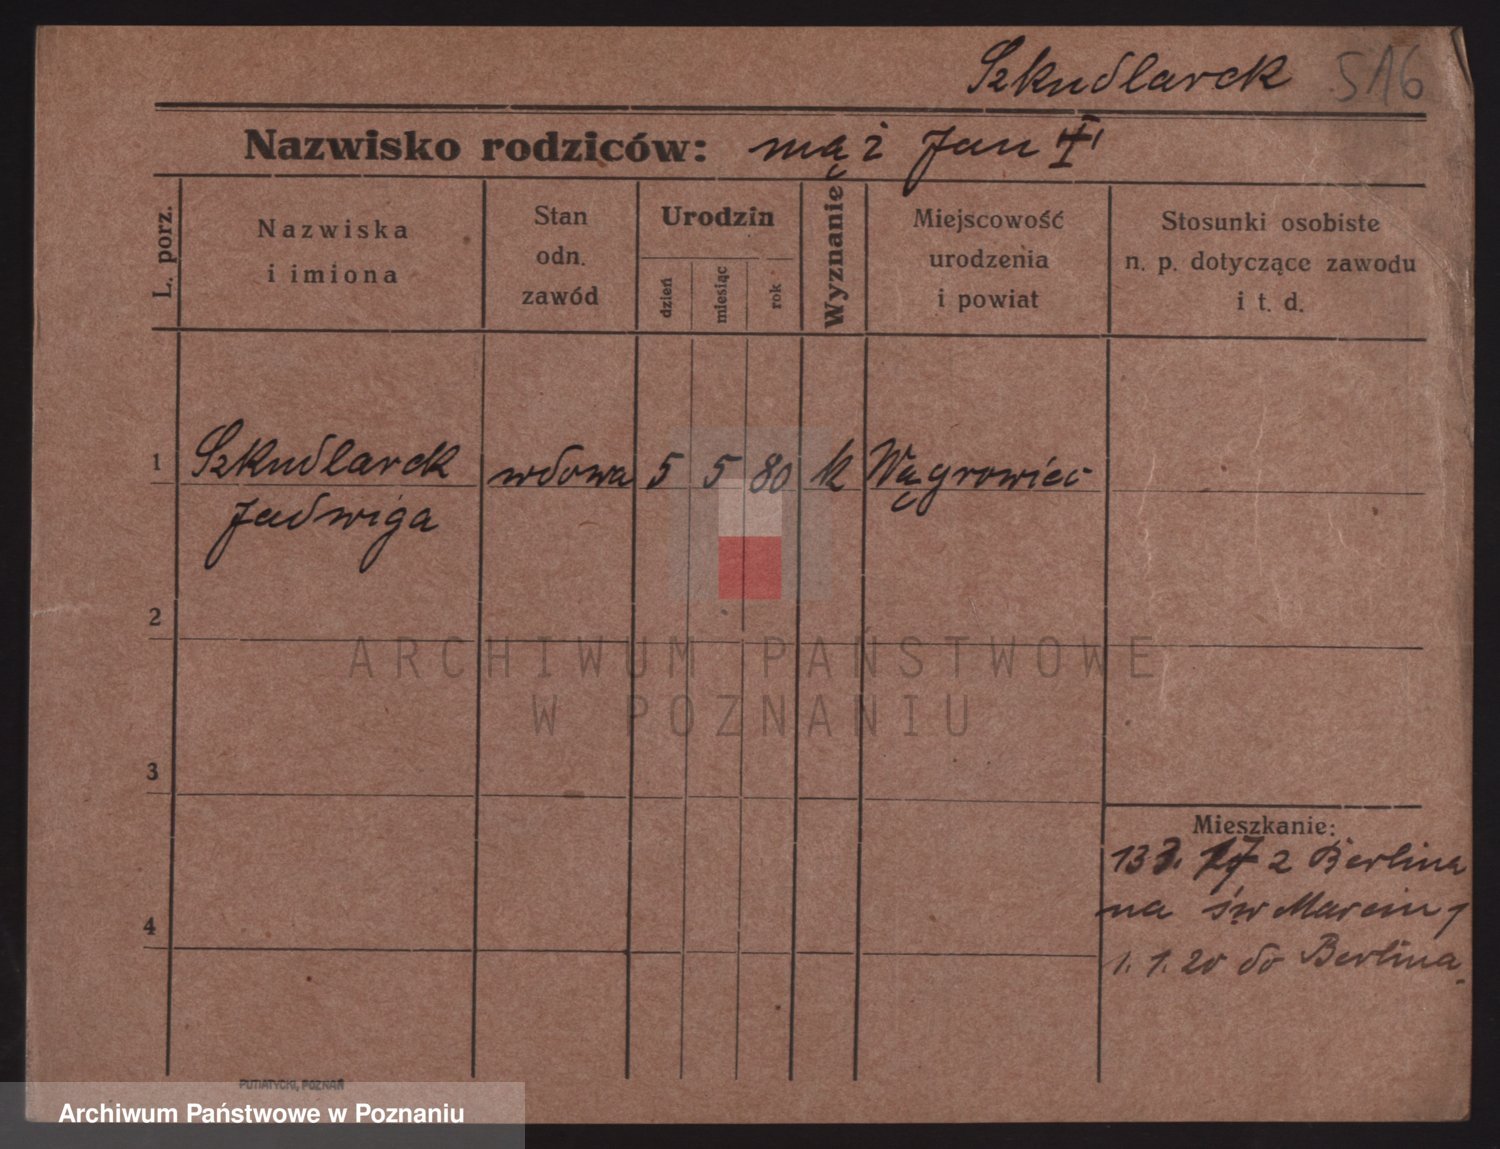 Szkudlarek 516
Nazwisko rodziców: mąż Jan
L. porz.
Nazwiska
i imiona
Stan
odn.
zawód
Urodzin
dzień
miesiąc
rok
Wyznanie
Miejscowość
urodzenia
i powiat
Stosunki osobiste
n. p. dotyczące zawodu
i t. d.
1 Szkudlarek wdowa 5 5 80 k Wągrowiec
Jadwiga
2
ARCHIWUM PAŃSTWOWE
W POZNANIU
3
Mieszkanie:
z Berlina
na św Marcin
4
1. 1. 20 do Berlina
PUTIATYCKI, POZNAŃ
Archiwum Państwowe w Poznaniu